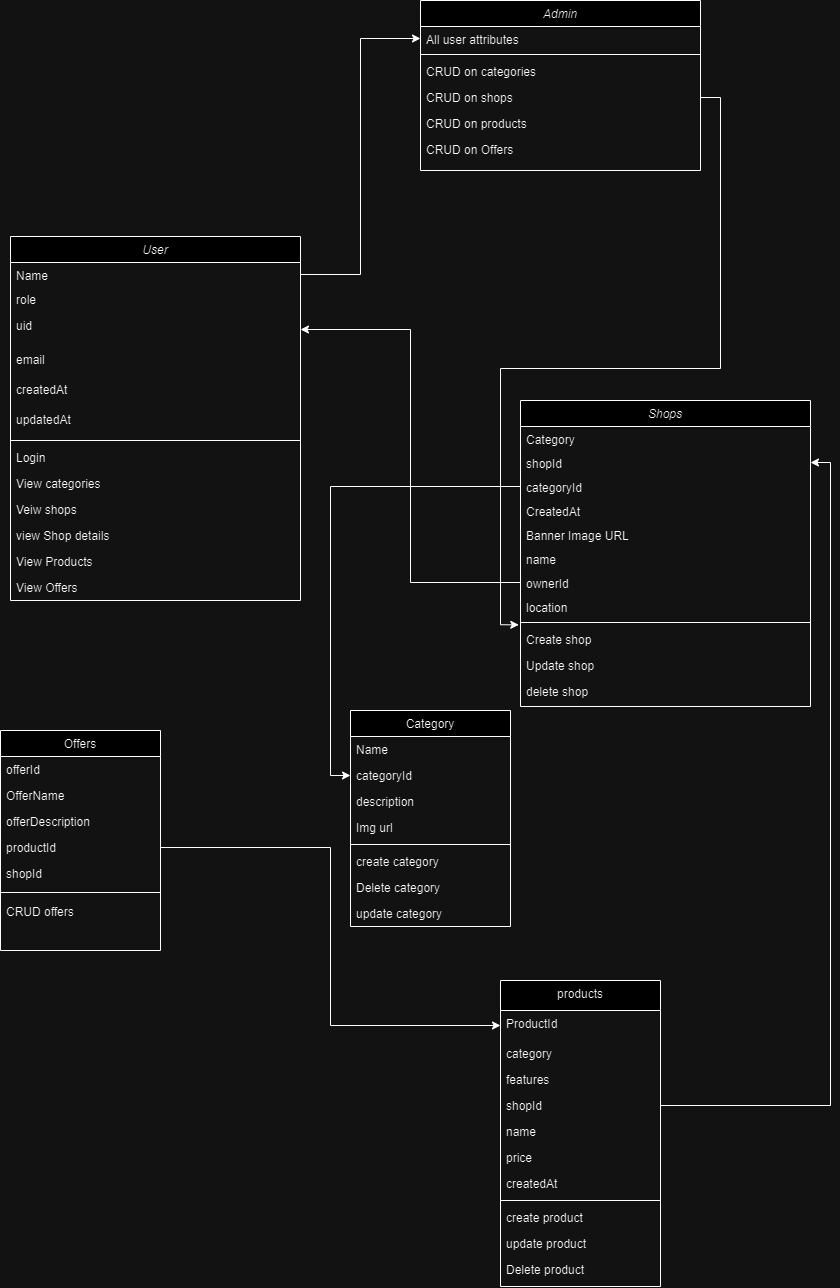 Admin
All user attributes
CRUD on categories
CRUD on shops
CRUD on products
CRUD on Offers
User
Name
role
uid
email
createdAt
updatedAt
Login
View categories
Veiw shops
view Shop details
View Products
View Offers
Shops
Category
shopId
categoryId
CreatedAt
Banner Image URL
name
ownerId
location
Create shop
Update shop
delete shop
Category
Name
categoryId
description
Img url
create category
Delete category
update category
Offers
offerId
OfferName
offerDescription
productId
shopId
CRUD offers
products
ProductId
category
features
shopId
name
price
createdAt
create product
update product
Delete product